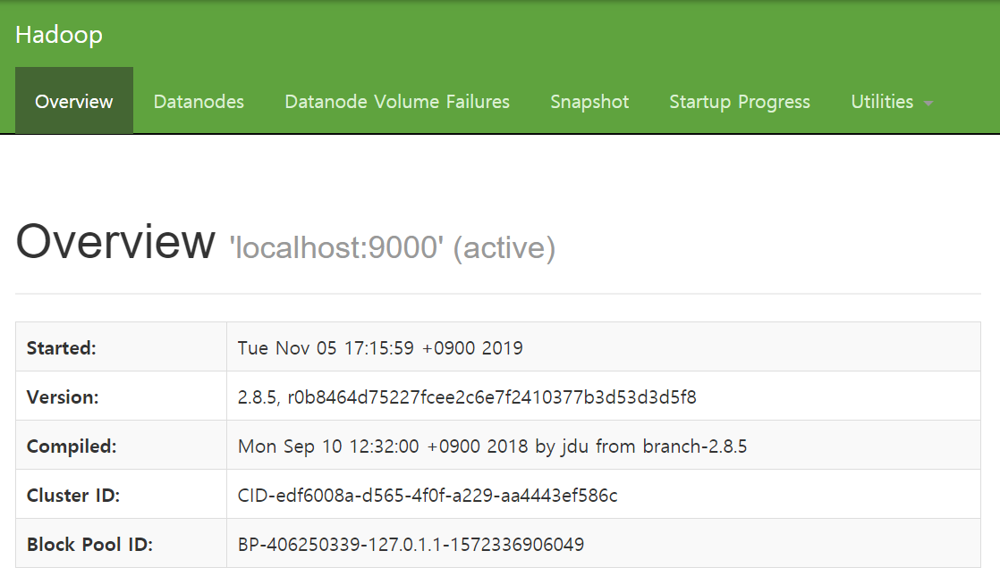 Hadoop
Overview Datanodes Datanode Volume Failures Snapshot Startup Progress Utilities
Overview 'localhost:9000' (active)
Started: Tue Nov 05 17:15:59 +0900 2019
Version: 2.8.5, r0b8464d75227fcee2c6e7f2410377b3d53d3d5f8
Compiled: Mon Sep 10 12:32:00 +0900 2018 by jdu from branch-2.8.5
Cluster ID: CID-edf6008a-d565-4f0f-a229-aa4443ef586c
Block Pool ID: BP-406250339-127.0.1.1-1572336906049